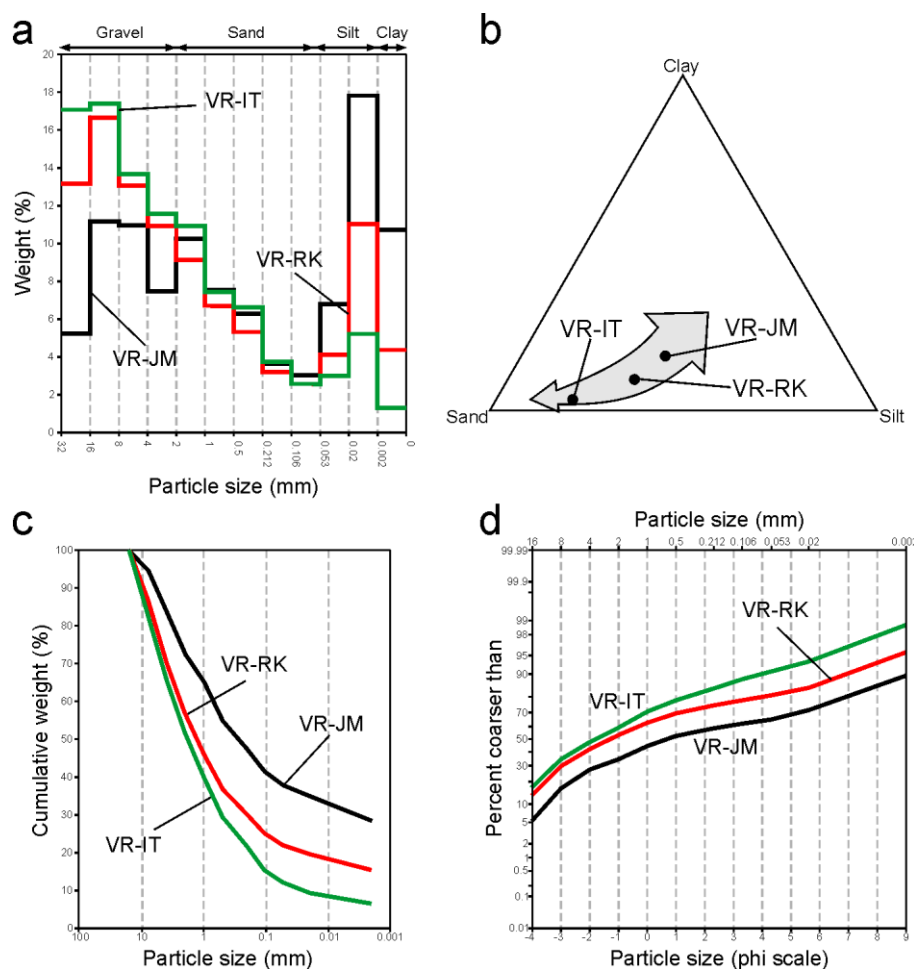 a
Gravel Sand Silt Clay
20
18
16
14
12
10
8
6
4
2
0
Weight (%)
VR-IT
VR-RK
VR-JM
32 16 8 4 2 1 0.5 0.212 0.106 0.053 0.02 0.002 0
Particle size (mm)
b
Clay
VR-IT
VR-JM
VR-RK
Sand
Silt
c
100
90
80
70
60
50
40
30
20
10
0
Cumulative weight (%)
VR-RK
VR-JM
VR-IT
100 10 1 0.1 0.01 0.001
Particle size (mm)
d
Particle size (mm)
16 8 4 2 1 0.5 0.212 0.106 0.053 0.02 0.002
99.99
99.9
99
98
95
90
70
50
30
10
5
2
1
0.1
0.01
Percent coarser than
VR-RK
VR-IT
VR-JM
-4 -3 -2 -1 0 1 2 3 4 5 6 7 8 9
Particle size (phi scale)